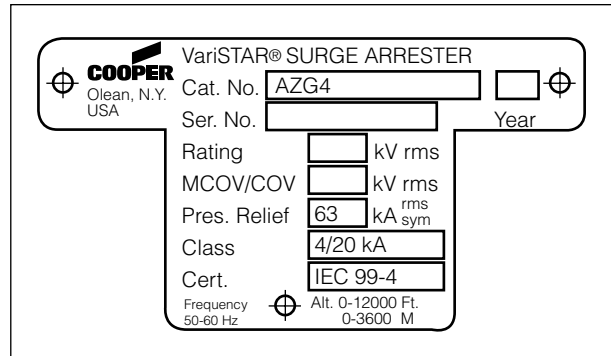 COOPER
Olean, N.Y.
USA
VariSTAR® SURGE ARRESTER
Cat. No. AZG4
Ser. No. Year
Rating kV rms
MCOV/COV kV rms
Pres. Relief 63 kA rms sym
Class 4/20 kA
Cert. IEC 99-4
Frequency
50-60 Hz
Alt. 0-12000 Ft.
0-3600 M